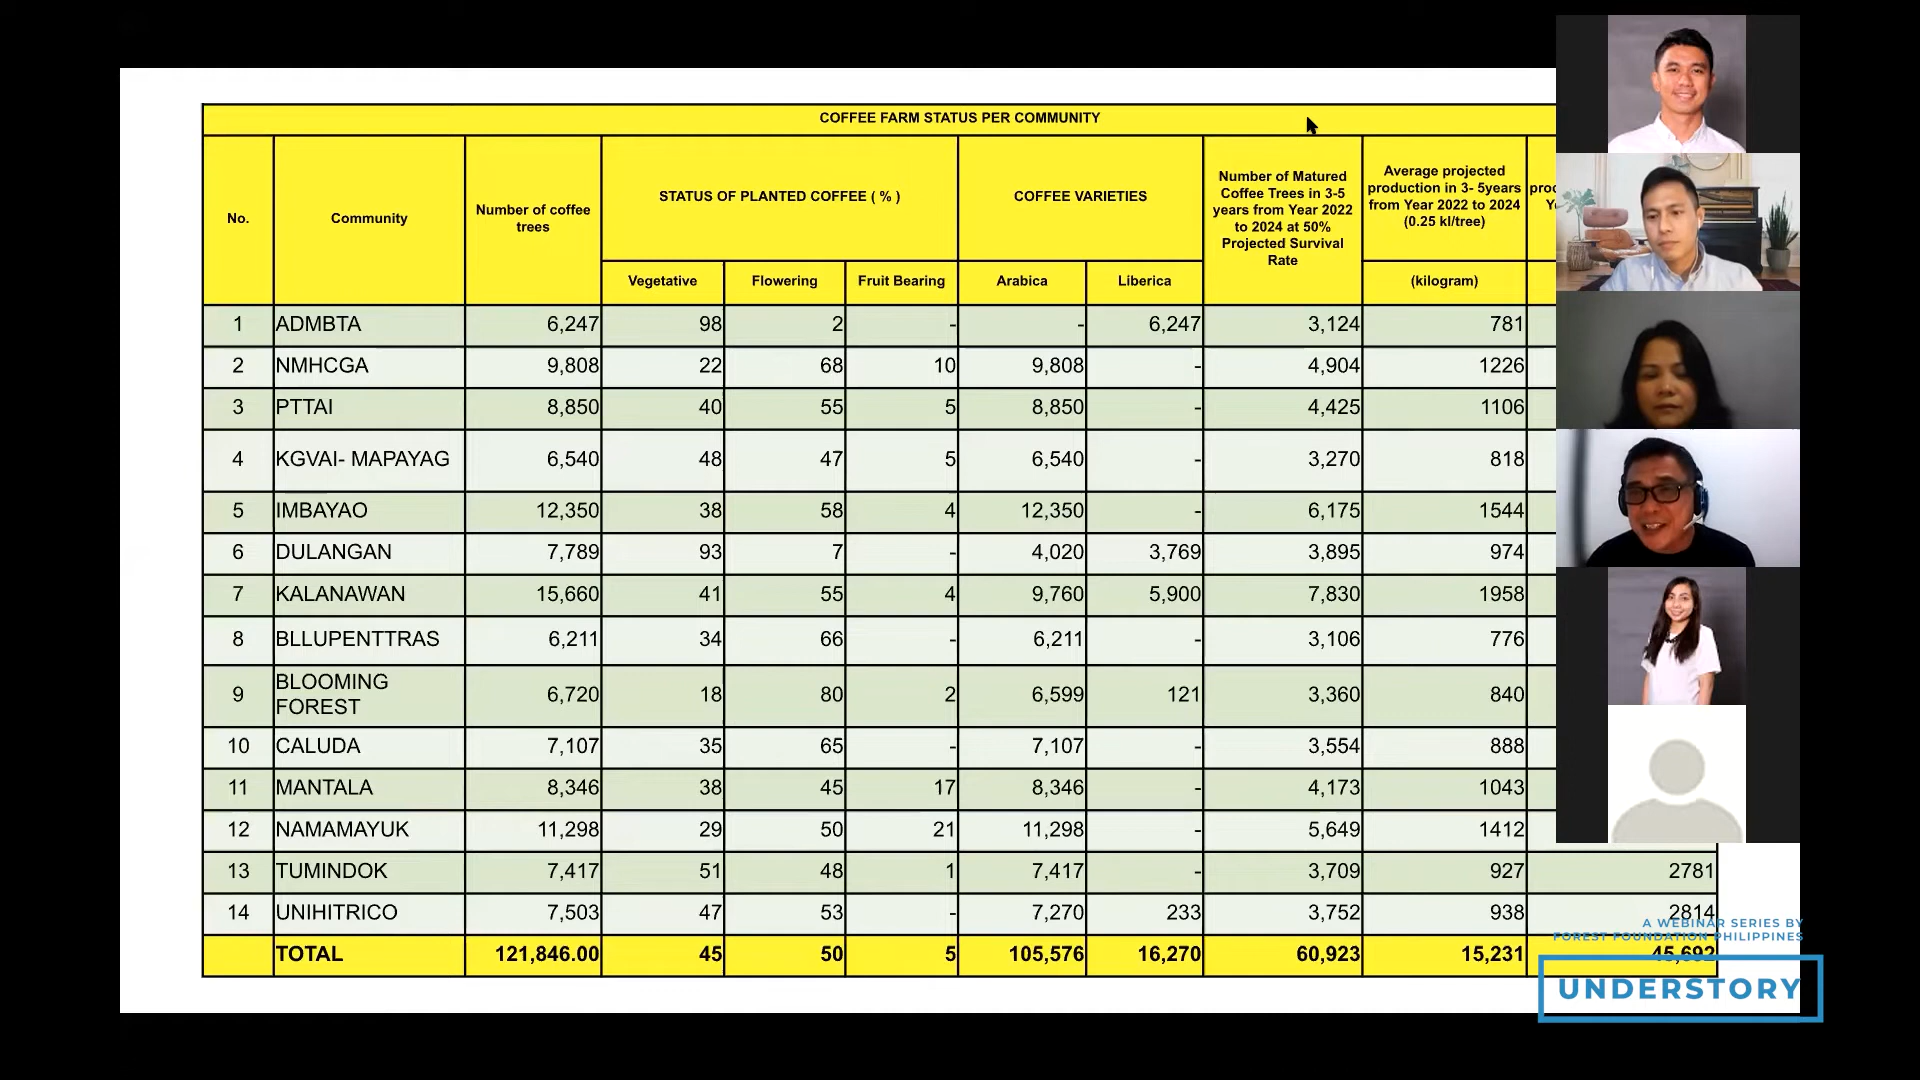 COFFEE FARM STATUS PER COMMUNITY
No. Community Number of coffee trees STATUS OF PLANTED COFFEE ( % ) COFFEE VARIETIES Number of Matured Coffee Trees in 3-5 years from Year 2022 to 2024 at 50% Projected Survival Rate Average projected production in 3- 5years from Year 2022 to 2024 (0.25 kl/tree)
Vegetative Flowering Fruit Bearing Arabica Liberica (kilogram)
1 ADMBTA 6,247 98 2 - - 6,247 3,124 781
2 NMHCGA 9,808 22 68 10 9,808 - 4,904 1226
3 PTTAI 8,850 40 55 5 8,850 - 4,425 1106
4 KGVAI- MAPAYAG 6,540 48 47 5 6,540 - 3,270 818
5 IMBAYAO 12,350 38 58 4 12,350 - 6,175 1544
6 DULANGAN 7,789 93 7 - 4,020 3,769 3,895 974
7 KALANAWAN 15,660 41 55 4 9,760 5,900 7,830 1958
8 BLLUPENTTRAS 6,211 34 66 - 6,211 - 3,106 776
9 BLOOMING FOREST 6,720 18 80 2 6,599 121 3,360 840
10 CALUDA 7,107 35 65 - 7,107 - 3,554 888
11 MANTALA 8,346 38 45 17 8,346 - 4,173 1043
12 NAMAMAYUK 11,298 29 50 21 11,298 - 5,649 1412
13 TUMINDOK 7,417 51 48 1 7,417 - 3,709 927 2781
14 UNIHITRICO 7,503 47 53 - 7,270 233 3,752 938 2814
TOTAL 121,846.00 45 50 5 105,576 16,270 60,923 15,231 45,692
A WEBINAR SERIES BY
FOREST FOUNDATION PHILIPPINES
UNDERSTORY